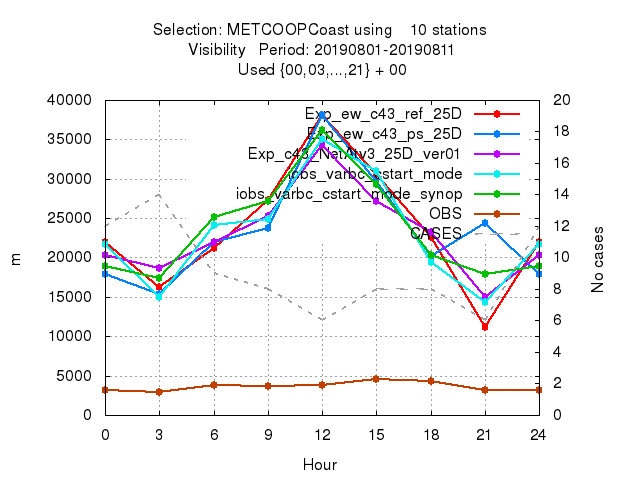 Selection: METCOOPCoast using    10 stations
Visibility   Period: 20190801-20190811
Used {00,03,...,21} + 00
40000
35000
30000
25000
20000
15000
10000
5000
0
m
20
18
16
14
12
10
8
6
4
2
0
No cases
Exp_ew_c43_ref_25D
Exp_ew_c43_ps_25D
Exp_c43_NetAtv3_25D_ver01
iobs_varbc_cstart_mode
iobs_varbc_cstart_mode_synop
OBS
CASES
0 3 6 9 12 15 18 21 24
Hour